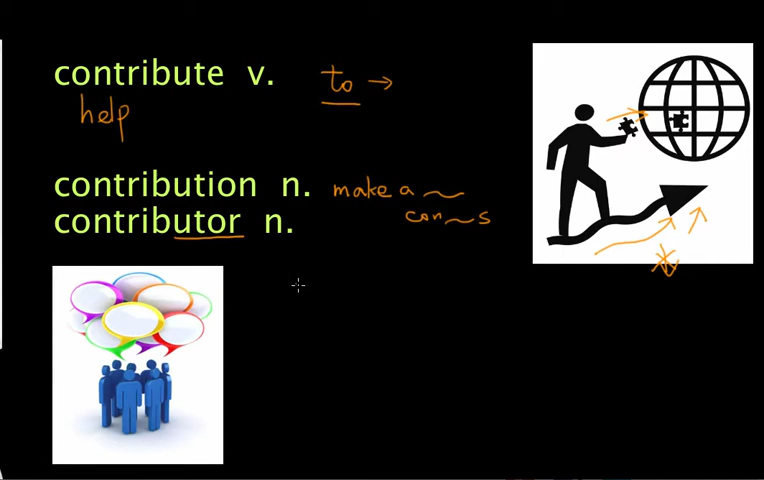 contribute v. to →
help
contribution n. make a ~
contributor n. con~s